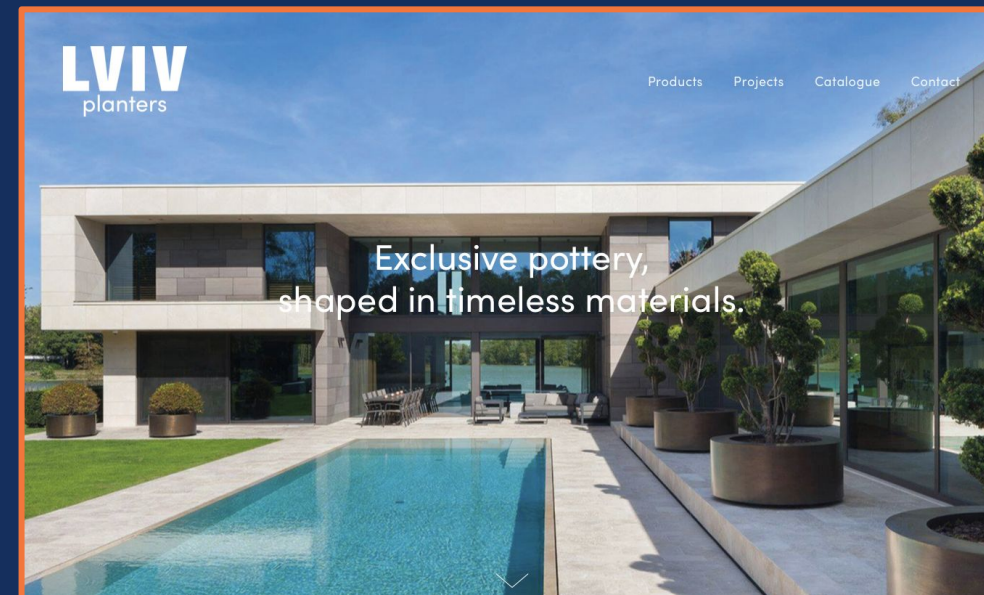 LVIV
planters
Products Projects Catalogue Contact
Exclusive pottery,
shaped in timeless materials.